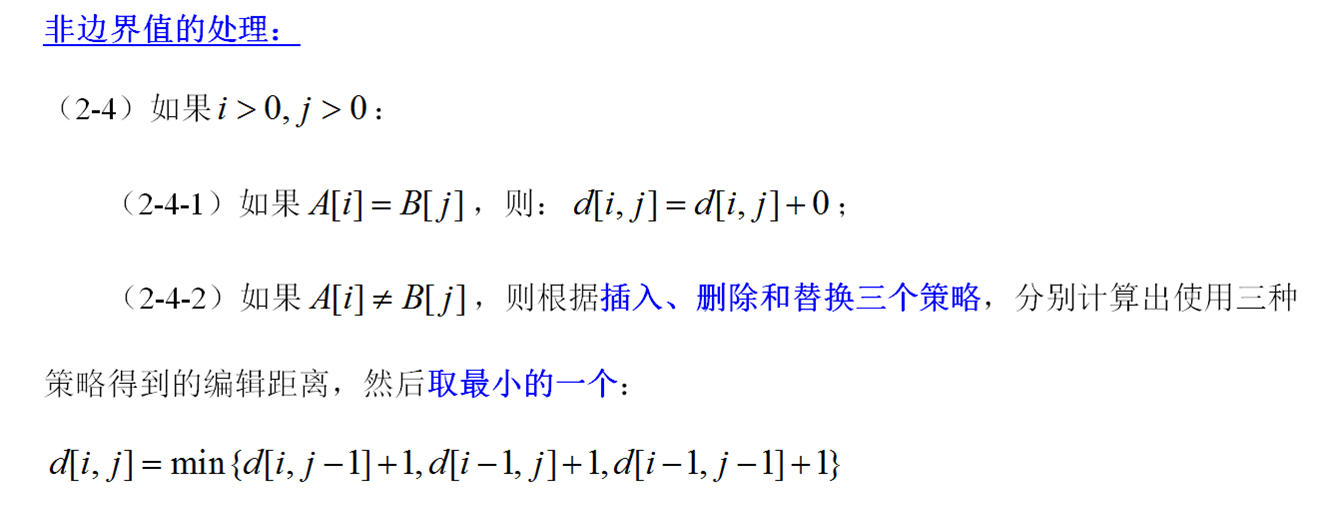 非边界值的处理:
（2-4）如果 i > 0, j > 0 :
（2-4-1）如果 A[i] = B[j] ，则: d[i, j] = d[i, j] + 0 ;
（2-4-2）如果 A[i] ≠ B[j] ，则根据插入、删除和替换三个策略，分别计算出使用三种
策略得到的编辑距离，然后取最小的一个:
d[i, j] = min{d[i, j −1]+1, d[i −1, j]+1, d[i −1, j −1]+1}